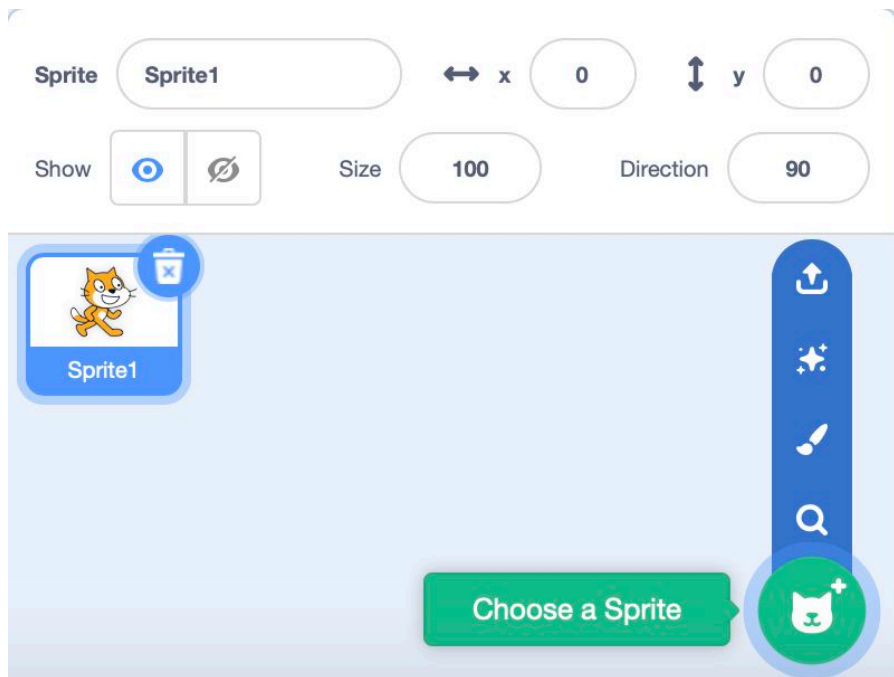 Sprite Sprite1 x 0 y 0
Show Size 100 Direction 90
Sprite1
Choose a Sprite